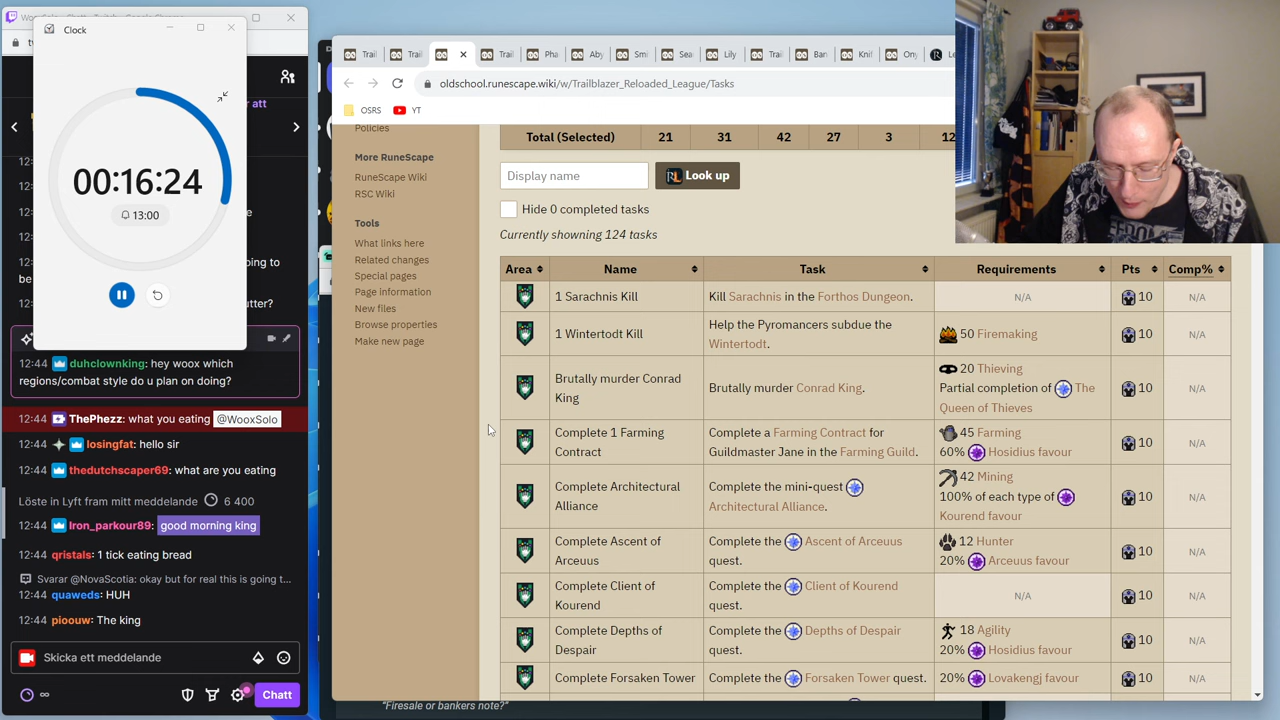 Clock
00:16:24
13:00
att
12:44 duhclownking: hey woox which
regions/combat style do u plan on doing?
12:44 ThePhezz: what you eating @WooxSolo
12:44 losingfat: hello sir
12:44 thedutchscaper69: what are you eating
Löste in Lyft fram mitt meddelande 6 400
12:44 Iron_parkour89: good morning king
12:44 qristals: 1 tick eating bread
Svarar @NovaScotia: okay but for real this is going t...
12:44 quaweds: HUH
12:44 pioouw: The king
Skicka ett meddelande
Chatt
Trail
Trail
Trail
Pha
Aby
Smi
Sea
Lily
Trail
Bar
Knif
Ony
oldschool.runescape.wiki/w/Trailblazer_Reloaded_League/Tasks
OSRS YT
Policies
More RuneScape
RuneScape Wiki
RSC Wiki
Tools
What links here
Related changes
Special pages
Page information
New files
Browse properties
Make new page
Total (Selected) 21 31 42 27 3 12
Display name Look up
Hide 0 completed tasks
Currently showning 124 tasks
Area Name Task Requirements Pts Comp%
1 Sarachnis Kill Kill Sarachnis in the Forthos Dungeon. N/A 10 N/A
1 Wintertodt Kill Help the Pyromancers subdue the 50 Firemaking 10 N/A
Wintertodt.
Brutally murder Conrad Brutally murder Conrad King. 20 Thieving 10 N/A
King Partial completion of The
Queen of Thieves
Complete 1 Farming Complete a Farming Contract for 45 Farming 10 N/A
Contract Guildmaster Jane in the Farming Guild. 60% Hosidius favour
Complete Architectural Complete the mini-quest 42 Mining 10 N/A
Alliance Architectural Alliance. 100% of each type of
Kourend favour
Complete Ascent of Complete the Ascent of Arceuus 12 Hunter 10 N/A
Arceuus quest. 20% Arceuus favour
Complete Client of Complete the Client of Kourend N/A 10 N/A
Kourend quest.
Complete Depths of Complete the Depths of Despair 18 Agility 10 N/A
Despair quest. 20% Hosidius favour
Complete Forsaken Tower Complete the Forsaken Tower quest. 20% Lovakengj favour 10 N/A
"Firesale or bankers note?"